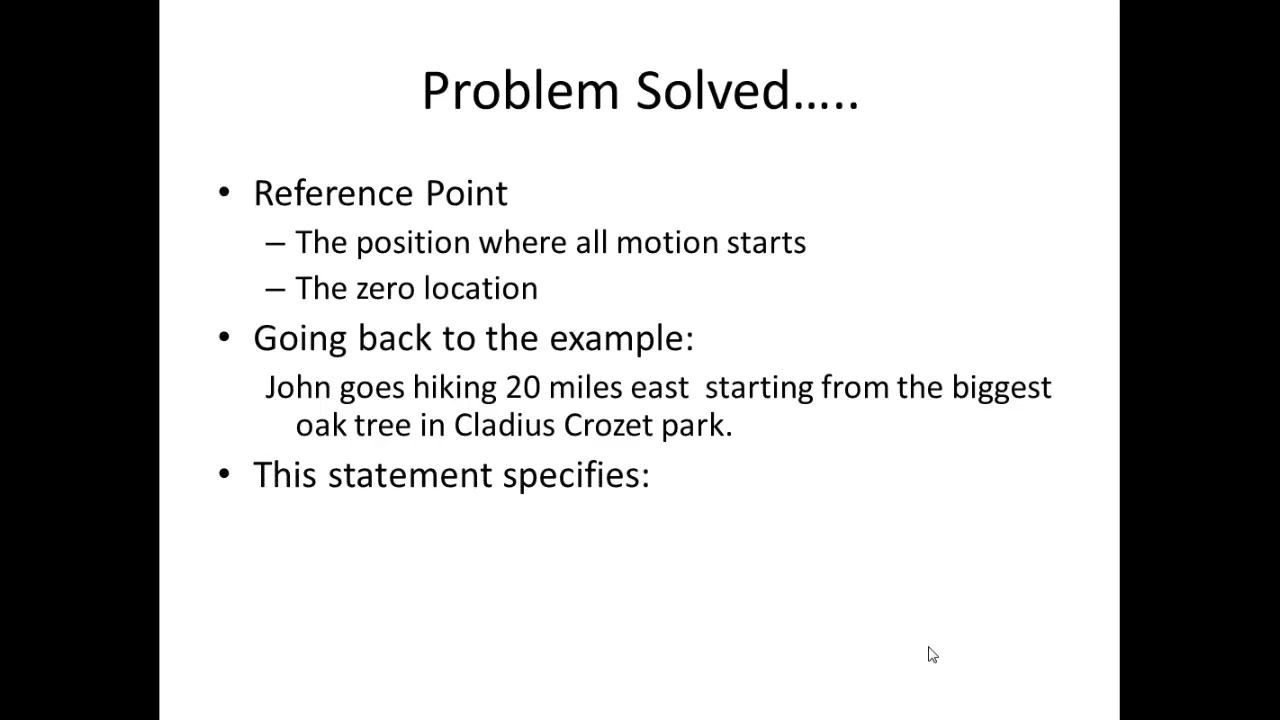 Problem Solved…..
• Reference Point
– The position where all motion starts
– The zero location
• Going back to the example:
John goes hiking 20 miles east  starting from the biggest
oak tree in Cladius Crozet park.
• This statement specifies: